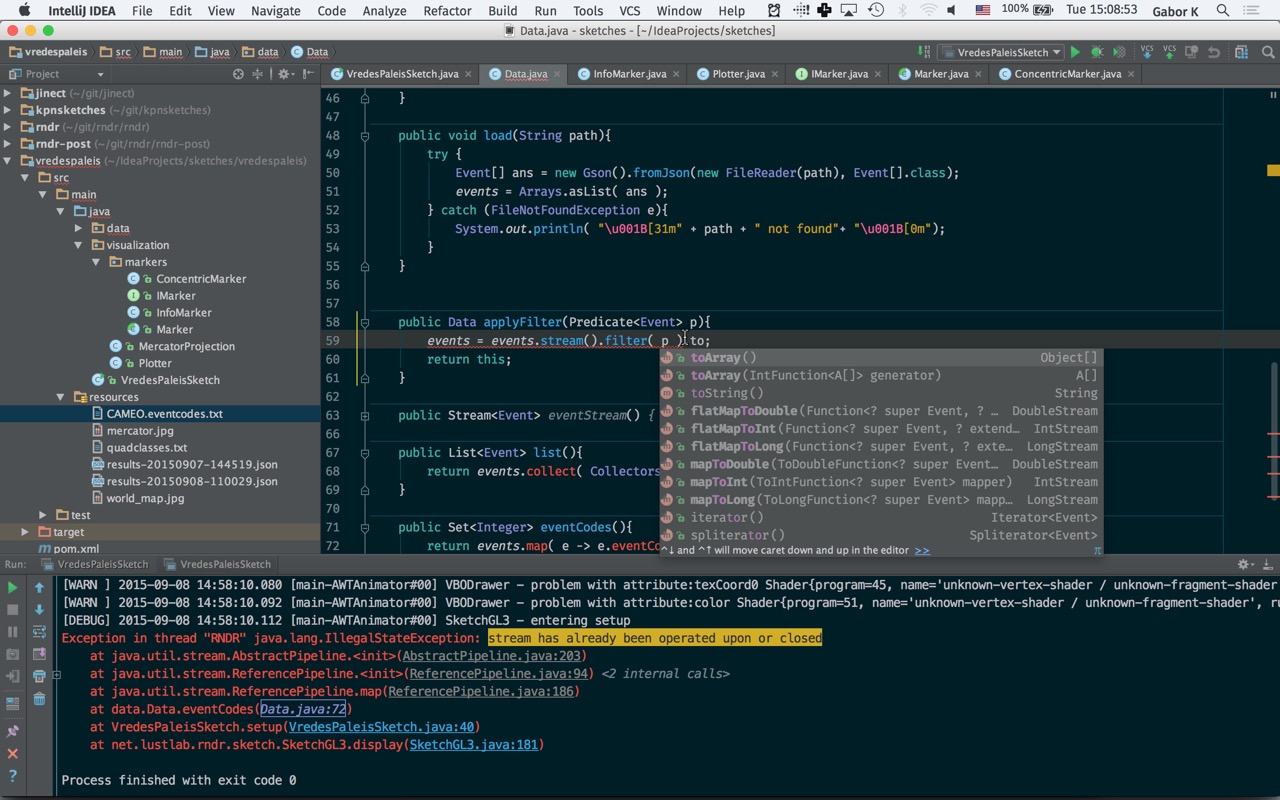 IntelliJ IDEA File Edit View Navigate Code Analyze Refactor Build Run Tools VCS Window Help 100% Tue 15:08:53 Gabor K
Data.java - sketches - [~/IdeaProjects/sketches]
vredespaleis src main java data Data VredesPaleisSketch VCS VCS
Project VredesPaleisSketch.java × Data.java × InfoMarker.java × Plotter.java × IMarker.java × Marker.java × ConcentricMarker.java ×
jinect (~/git/jinect)
kpnsketches (~/git/kpnsketches)
rndr (~/git/rndr/rndr)
rndr-post (~/git/rndr/rndr-post)
vredespaleis (~/IdeaProjects/sketches/vredespaleis)
src
main
java
data
visualization
markers
ConcentricMarker
IMarker
InfoMarker
Marker
MercatorProjection
Plotter
VredesPaleisSketch
resources
CAMEO.eventcodes.txt
mercator.jpg
quadclasses.txt
results-20150907-144519.json
results-20150908-110029.json
world_map.jpg
test
target
pom.xml
46 }
47
48 public void load(String path){
49 try {
50 Event[] ans = new Gson().fromJson(new FileReader(path), Event[].class);
51 events = Arrays.asList( ans );
52 } catch (FileNotFoundException e){
53 System.out.println( "\u001B[31m" + path + " not found"+ "\u001B[0m");
54 }
55 }
56
57
58 public Data applyFilter(Predicate<Event> p){
59 events = events.stream().filter( p ).to;
60 return this;
61 }
62
63 public Stream<Event> eventStream() {
66
67 public List<Event> list(){
68 return events.collect( Collectors
69 }
70
71 public Set<Integer> eventCodes(){
72 return events.map( e -> e.eventCo
toArray() Object[]
toArray(IntFunction<A[]> generator) A[]
toString() String
flatMapToDouble(Function<? super Event, ? … DoubleStream
flatMapToInt(Function<? super Event, ? extend… IntStream
flatMapToLong(Function<? super Event, ? exte… LongStream
mapToDouble(ToDoubleFunction<? super Event… DoubleStream
mapToInt(ToIntFunction<? super Event> mapper) IntStream
mapToLong(ToLongFunction<? super Event> mapp… LongStream
iterator() Iterator<Event>
spliterator() Spliterator<Event>
^↓ and ^↑ will move caret down and up in the editor >> π
Run: VredesPaleisSketch VredesPaleisSketch
[WARN ] 2015-09-08 14:58:10.080 [main-AWTAnimator#00] VBODrawer – problem with attribute:texCoord0 Shader{program=45, name='unknown-vertex-shader / unknown-fragment-shader
[WARN ] 2015-09-08 14:58:10.092 [main-AWTAnimator#00] VBODrawer – problem with attribute:color Shader{program=51, name='unknown-vertex-shader / unknown-fragment-shader', ru
[DEBUG] 2015-09-08 14:58:10.112 [main-AWTAnimator#00] SketchGL3 – entering setup
Exception in thread "RNDR" java.lang.IllegalStateException: stream has already been operated upon or closed
at java.util.stream.AbstractPipeline.<init>(AbstractPipeline.java:203)
at java.util.stream.ReferencePipeline.<init>(ReferencePipeline.java:94) <2 internal calls>
at java.util.stream.ReferencePipeline.map(ReferencePipeline.java:186)
at data.Data.eventCodes(Data.java:72)
at VredesPaleisSketch.setup(VredesPaleisSketch.java:40)
at net.lustlab.rndr.sketch.SketchGL3.display(SketchGL3.java:181)
Process finished with exit code 0